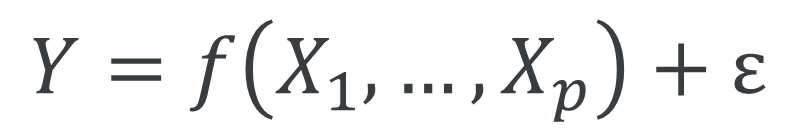 Y = f(X₁, ..., Xₚ) + ε